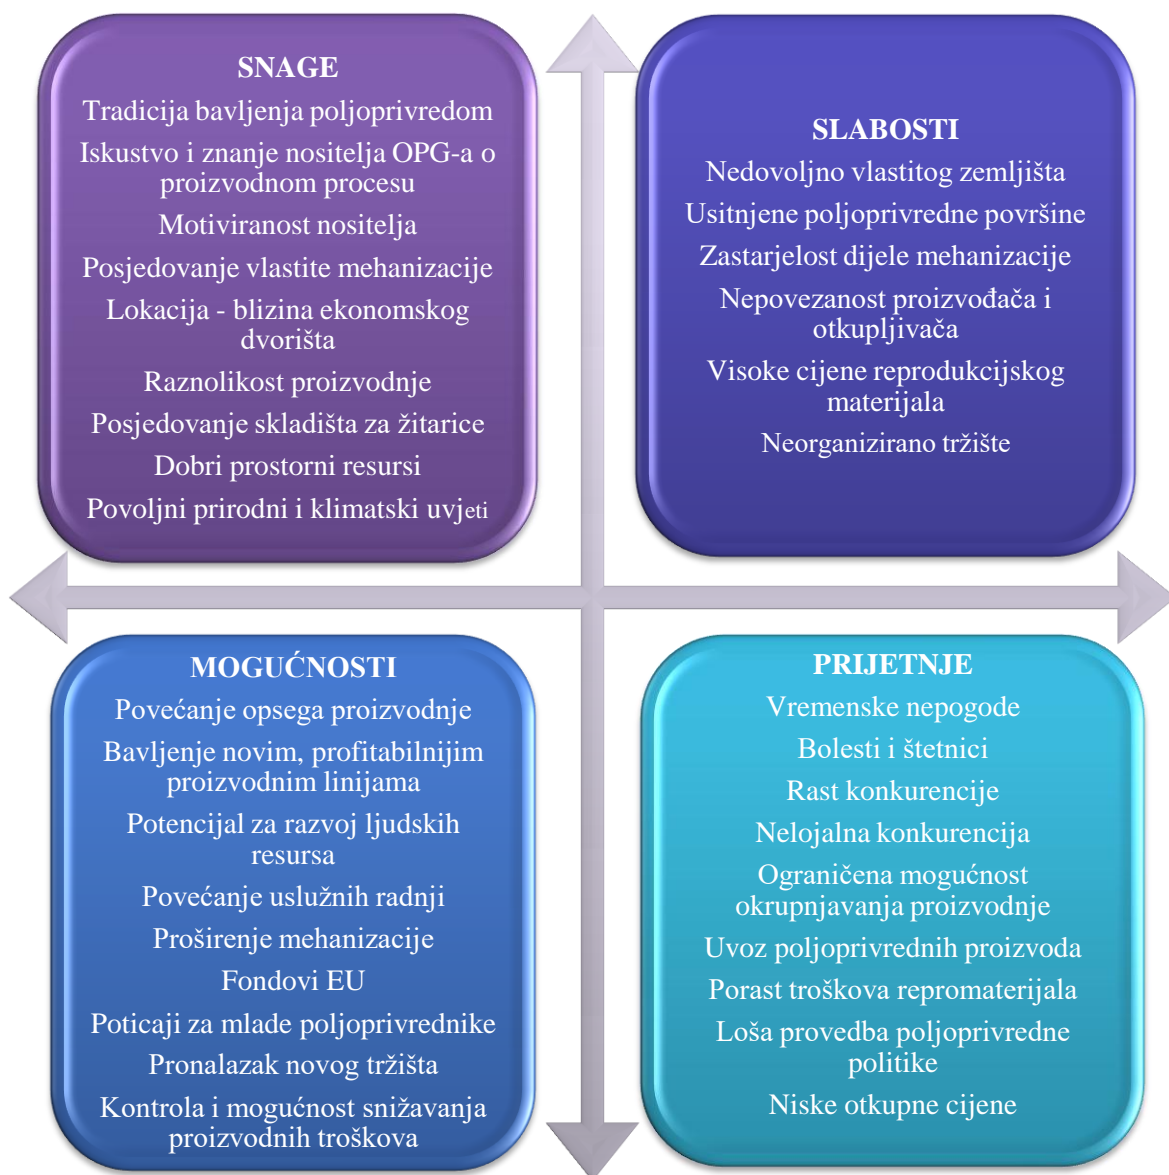 SNAGE
Tradicija bavljenja poljoprivredom
Iskustvo i znanje nositelja OPG-a o
proizvodnom procesu
Motiviranost nositelja
Posjedovanje vlastite mehanizacije
Lokacija - blizina ekonomskog
dvorišta
Raznolikost proizvodnje
Posjedovanje skladišta za žitarice
Dobri prostorni resursi
Povoljni prirodni i klimatski uvjeti
SLABOSTI
Nedovoljno vlastitog zemljišta
Usitnjene poljoprivredne površine
Zastarjelost dijele mehanizacije
Nepovezanost proizvođača i
otkupljivača
Visoke cijene reprodukcijskog
materijala
Neorganizirano tržište
MOGUĆNOSTI
Povećanje opsega proizvodnje
Bavljenje novim, profitabilnijim
proizvodnim linijama
Potencijal za razvoj ljudskih
resursa
Povećanje uslužnih radnji
Proširenje mehanizacije
Fondovi EU
Poticaji za mlade poljoprivrednike
Pronalazak novog tržišta
Kontrola i mogućnost snižavanja
proizvodnih troškova
PRIJETNJE
Vremenske nepogode
Bolesti i štetnici
Rast konkurencije
Nelojalna konkurencija
Ograničena mogućnost
okrupnjavanja proizvodnje
Uvoz poljoprivrednih proizvoda
Porast troškova repromaterijala
Loša provedba poljoprivredne
politike
Niske otkupne cijene